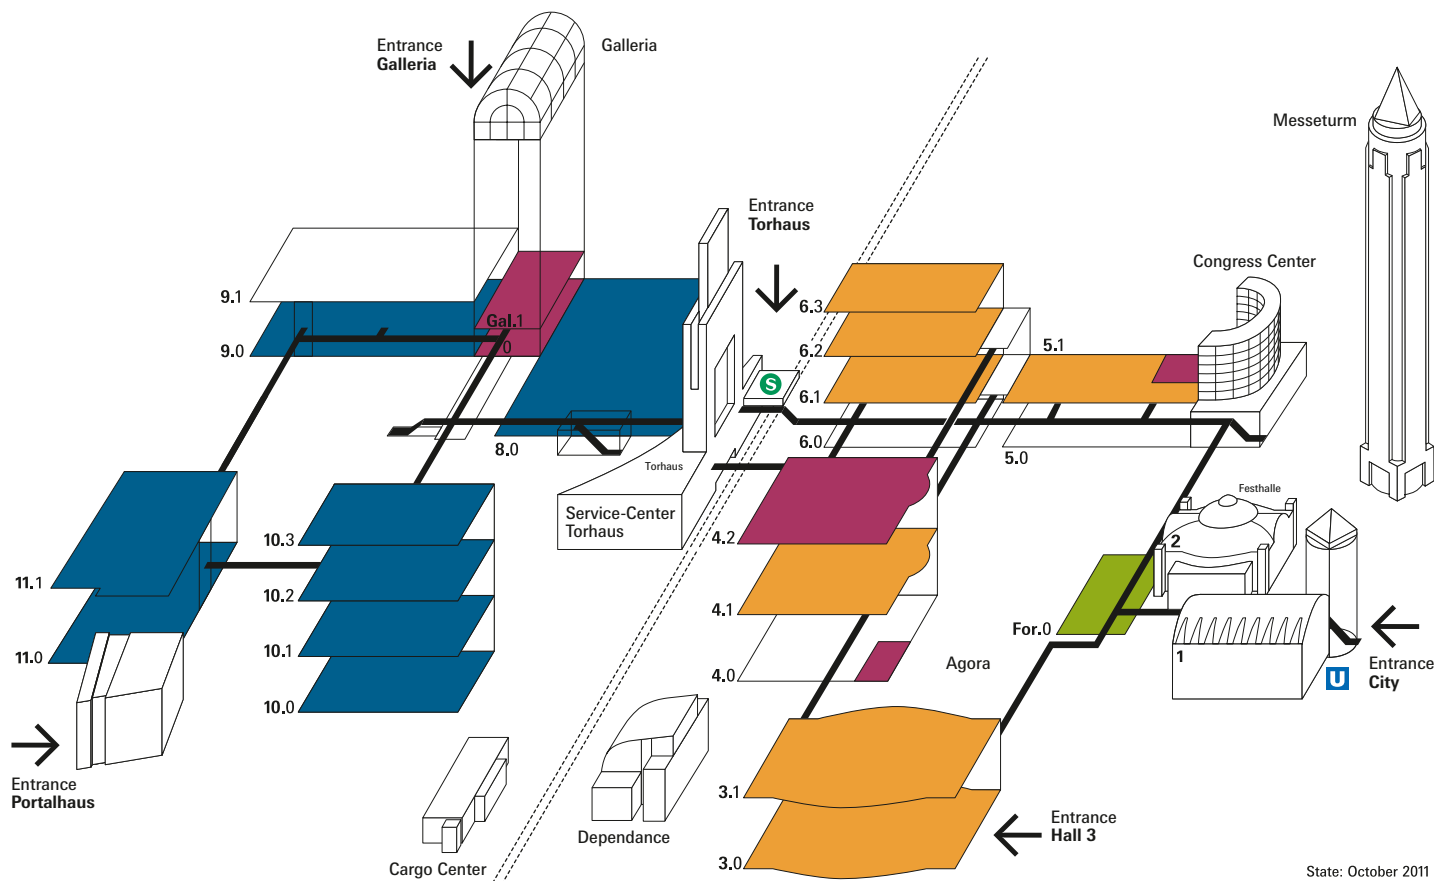 Entrance
Galleria
Galleria
Messeturm
Entrance
Torhaus
Congress Center
9.1
Gal.1
0
9.0
6.3
6.2
5.1
6.1
S
8.0
6.0
5.0
Torhaus
Service-Center
Torhaus
Festhalle
2
10.3
4.2
11.1
10.2
4.1
For.0
11.0
10.1
4.0
Agora
1
U
Entrance
City
10.0
Entrance
Portalhaus
3.1
Entrance
Hall 3
Dependance
Cargo Center
3.0
State: October 2011